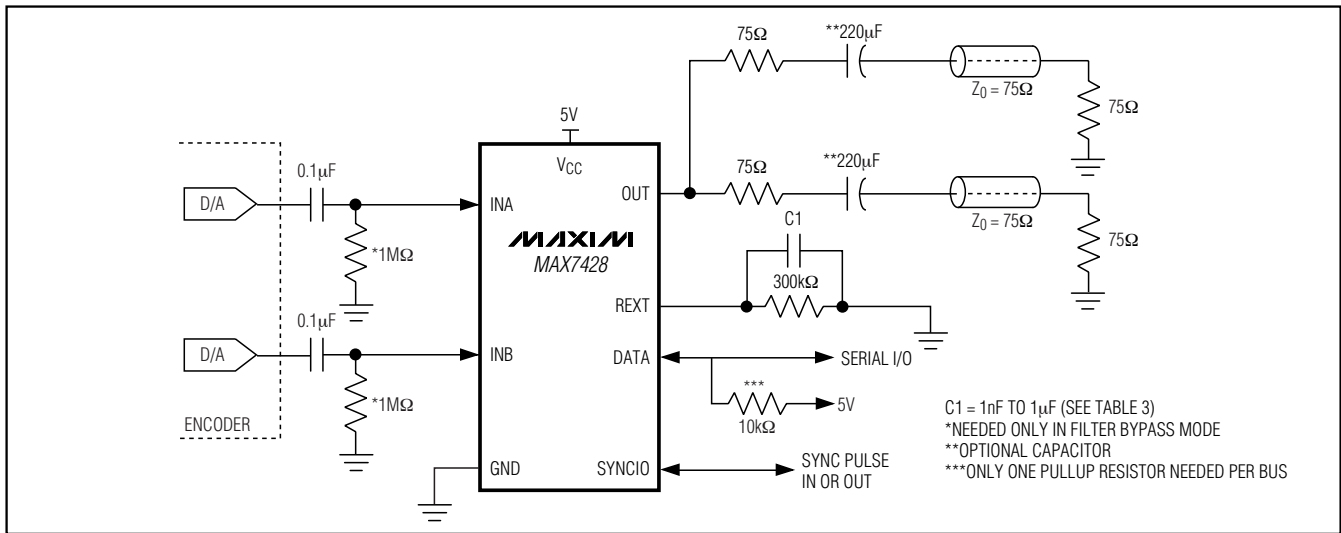 75Ω
**220µF
Z0 = 75Ω
75Ω
5V
VCC
0.1µF
D/A
INA
OUT
75Ω
**220µF
Z0 = 75Ω
75Ω
*1MΩ
MAXIM
MAX7428
C1
300kΩ
REXT
0.1µF
D/A
INB
DATA
SERIAL I/O
*1MΩ
***
10kΩ
5V
ENCODER
GND
SYNCIO
SYNC PULSE
IN OR OUT
C1 = 1nF TO 1µF (SEE TABLE 3)
*NEEDED ONLY IN FILTER BYPASS MODE
**OPTIONAL CAPACITOR
***ONLY ONE PULLUP RESISTOR NEEDED PER BUS